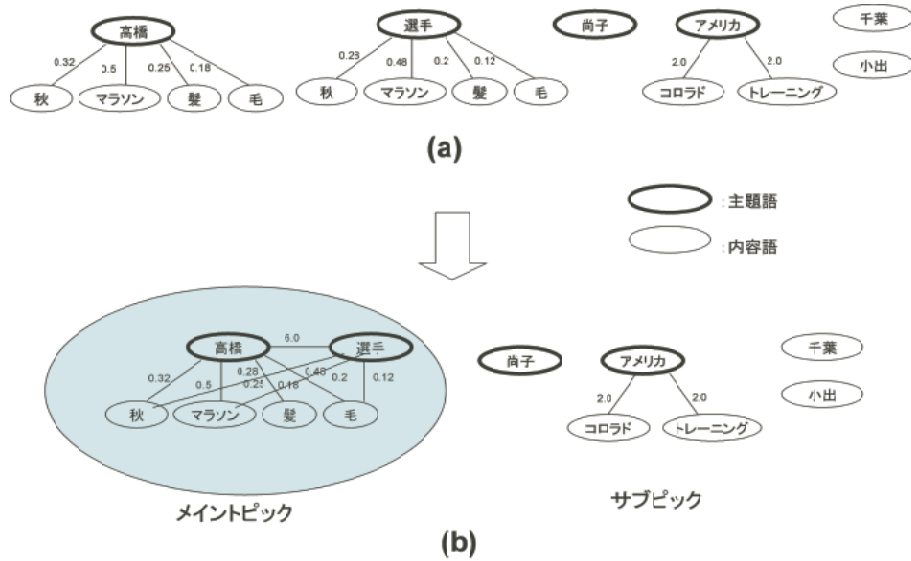 高橋
選手
尚子
アメリカ
千葉
0.32
0.5
0.25
0.18
0.28
0.48
0.2
0.12
2.0
2.0
小出
秋
マラソン
髪
毛
秋
マラソン
髪
毛
コロラド
トレーニング
(a)
:主題語
:内容語
高橋
6.0
選手
尚子
アメリカ
千葉
0.32
0.5
0.28
0.25
0.18
0.48
0.2
0.12
2.0
2.0
小出
秋
マラソン
髪
毛
コロラド
トレーニング
メイントピック
サブピック
(b)